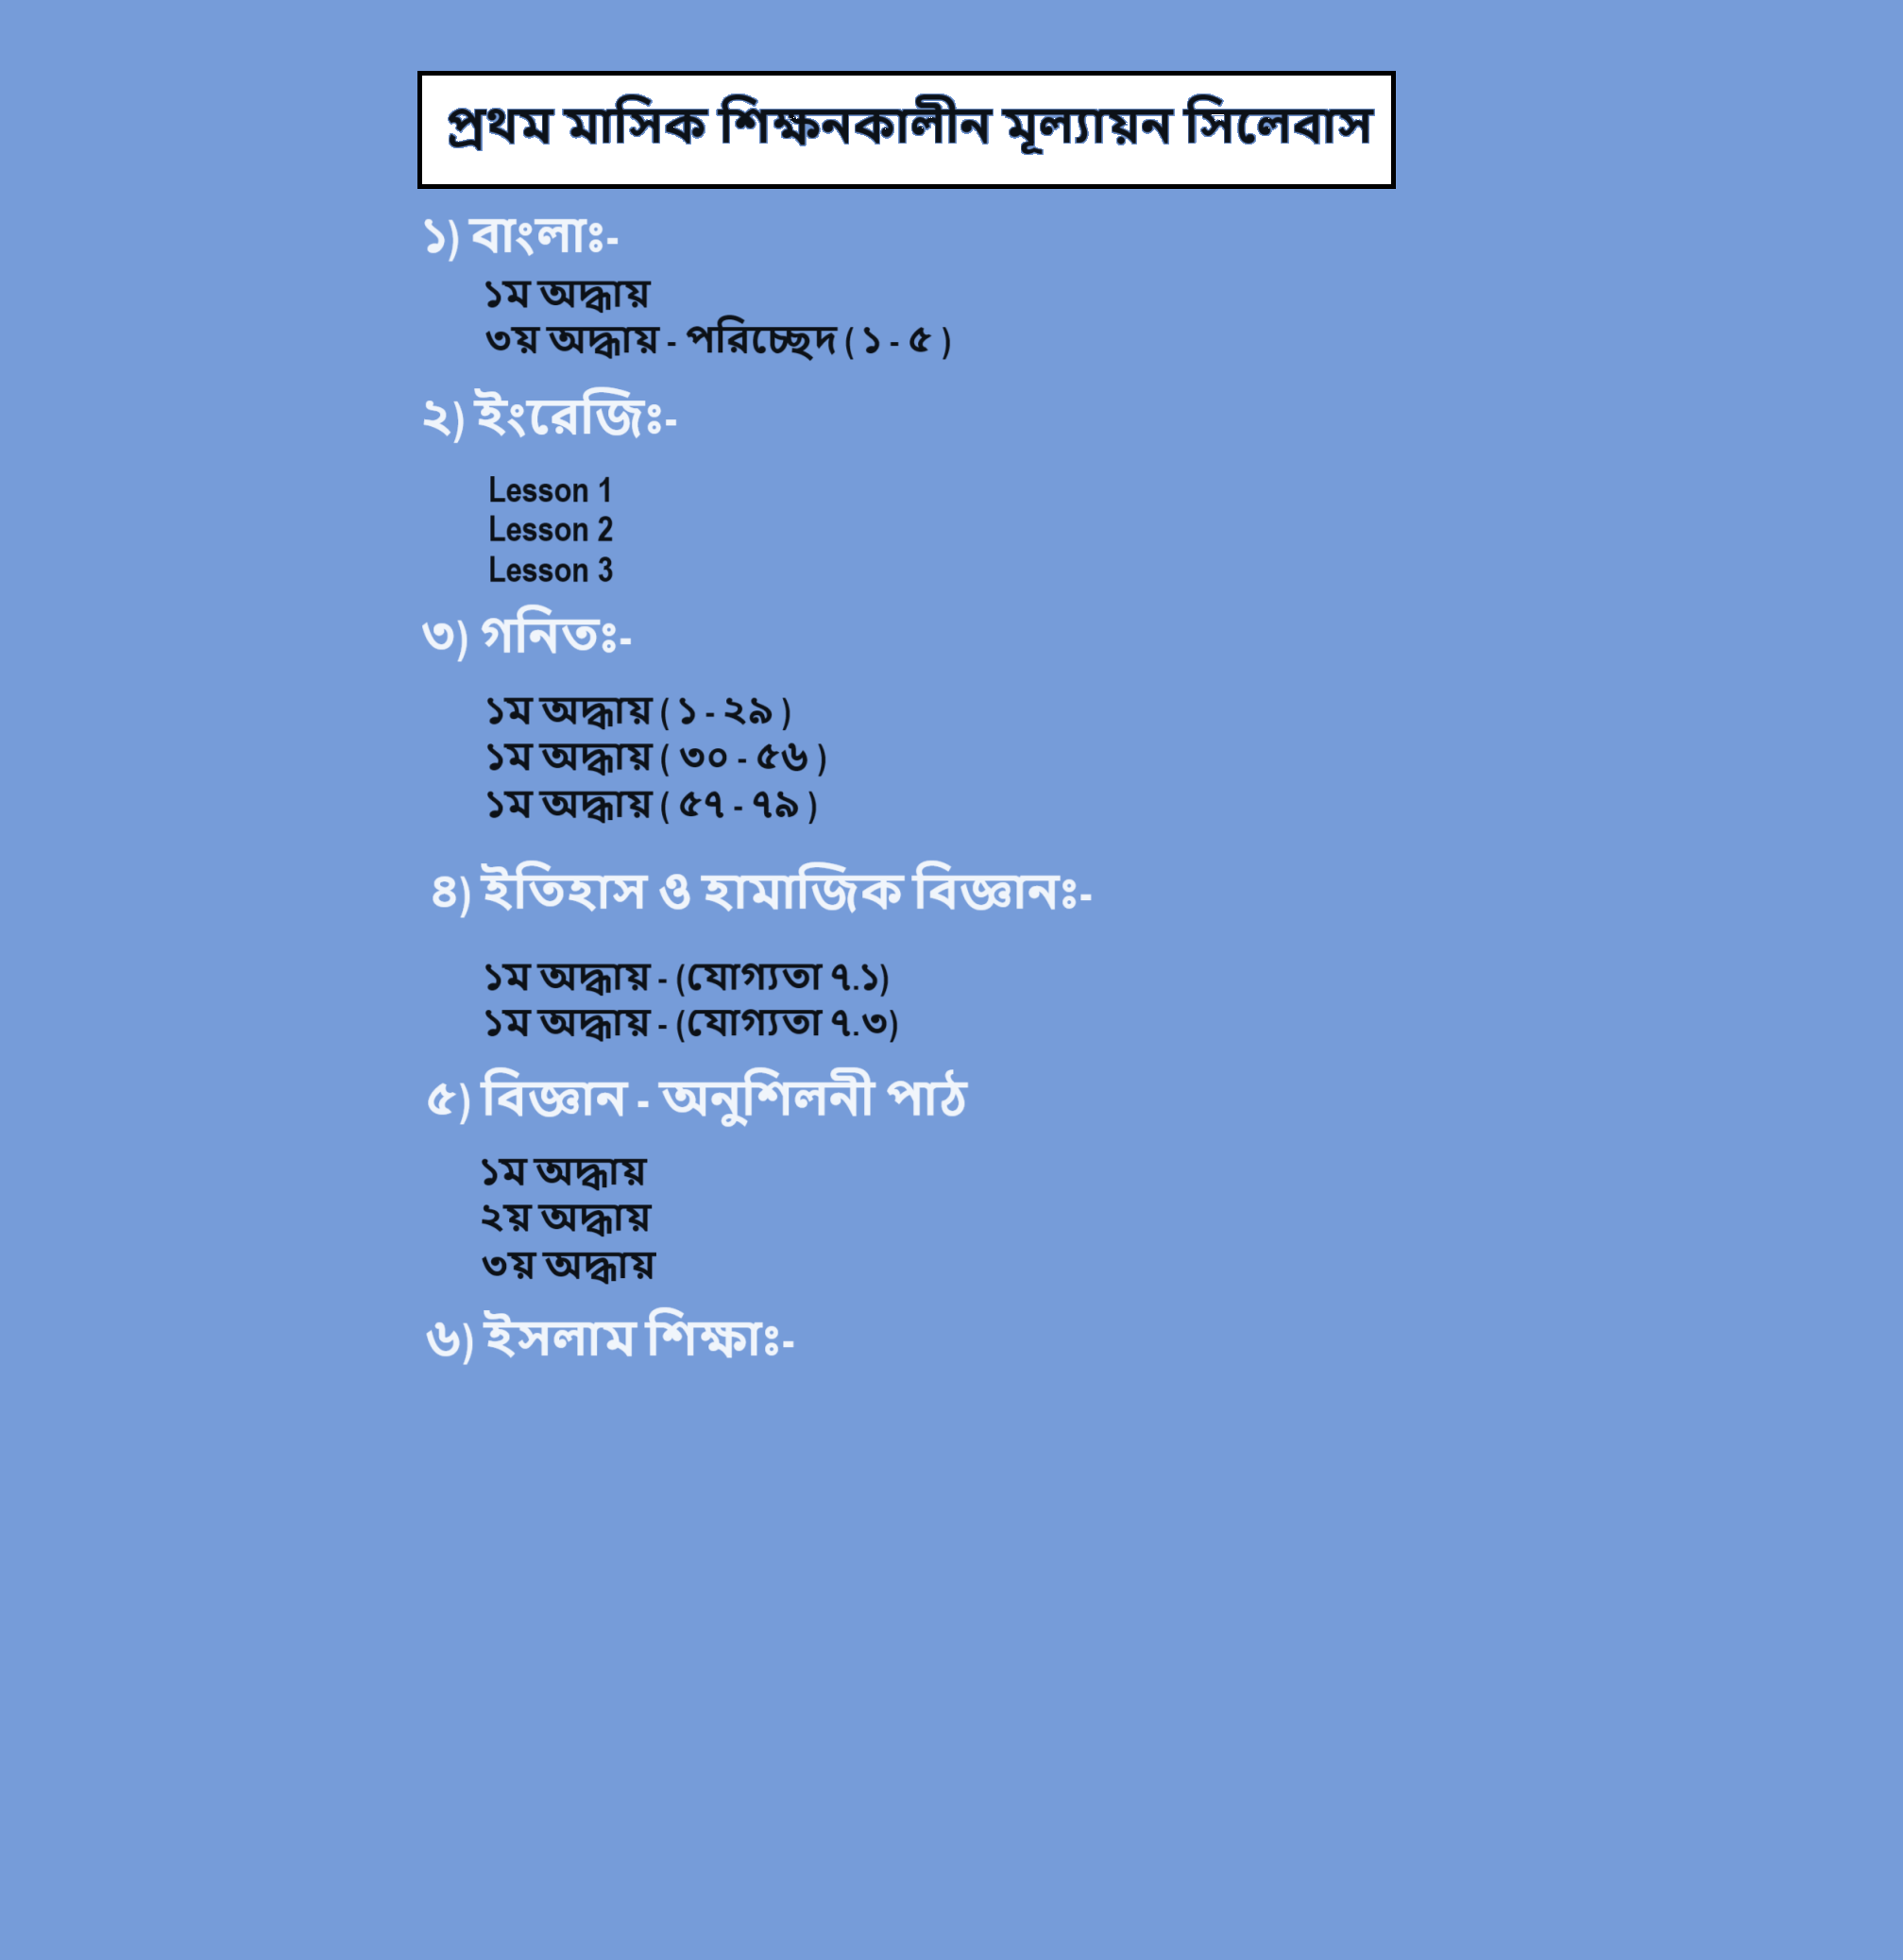 প্রথম মাসিক শিক্ষনকালীন মূল্যায়ন সিলেবাস
১) বাংলাঃ-
১ম অদ্ধ্যায়
৩য় অদ্ধ্যায় - পরিচ্ছেদ ( ১ - ৫ )
২) ইংরেজিঃ-
Lesson 1
Lesson 2
Lesson 3
৩) গনিতঃ-
১ম অদ্ধ্যায় ( ১ - ২৯ )
১ম অদ্ধ্যায় ( ৩০ - ৫৬ )
১ম অদ্ধ্যায় ( ৫৭ - ৭৯ )
৪) ইতিহাস ও হামাজিক বিজ্ঞানঃ-
১ম অদ্ধ্যায় - (যোগ্যতা ৭.১)
১ম অদ্ধ্যায় - (যোগ্যতা ৭.৩)
৫) বিজ্ঞান - অনুশিলনী পাঠ
১ম অদ্ধ্যায়
২য় অদ্ধ্যায়
৩য় অদ্ধ্যায়
৬) ইসলাম শিক্ষাঃ-